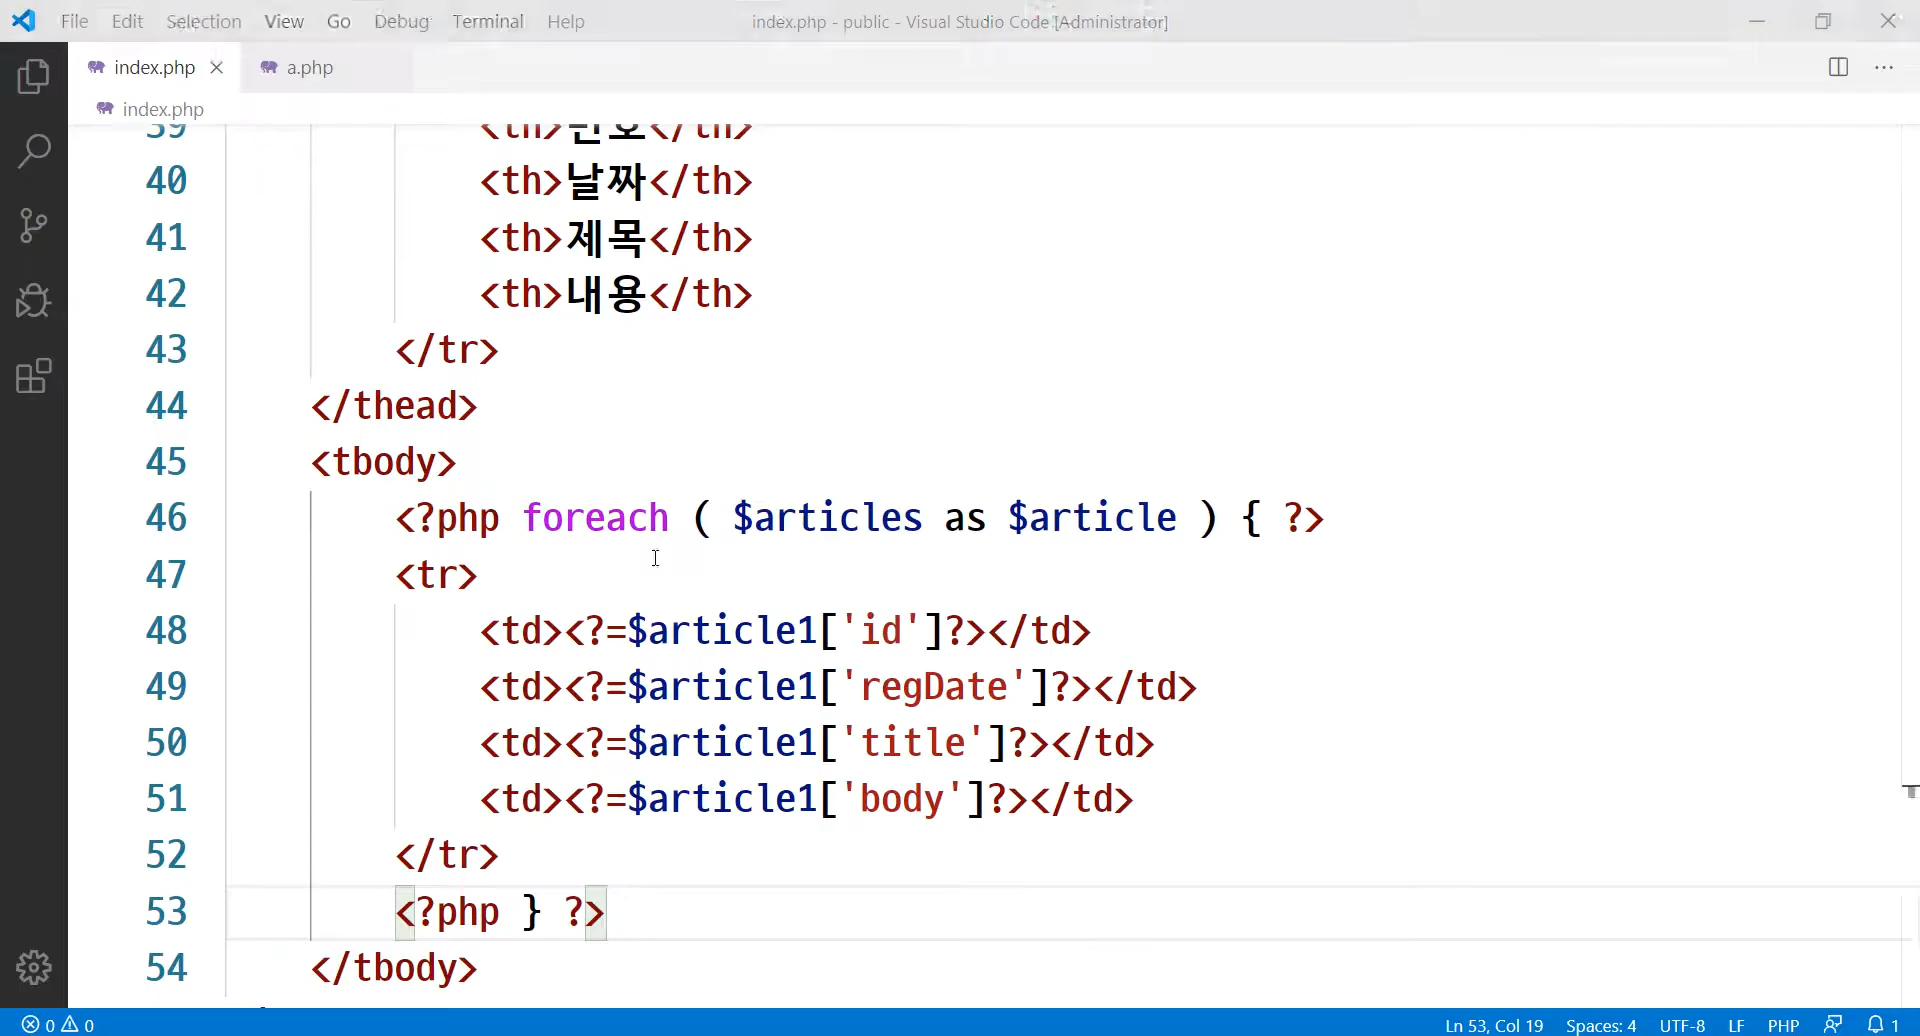 File Edit Selection View Go Debug Terminal Help index.php - public - Visual Studio Code [Administrator]
index.php a.php
index.php
39 <th>번호</th>
40 <th>날짜</th>
41 <th>제목</th>
42 <th>내용</th>
43 </tr>
44 </thead>
45 <tbody>
46 <?php foreach ( $articles as $article ) { ?>
47 <tr>
48 <td><?=$article1['id']?></td>
49 <td><?=$article1['regDate']?></td>
50 <td><?=$article1['title']?></td>
51 <td><?=$article1['body']?></td>
52 </tr>
53 <?php } ?>
54 </tbody>
0 0 Ln 53, Col 19 Spaces: 4 UTF-8 LF PHP 1